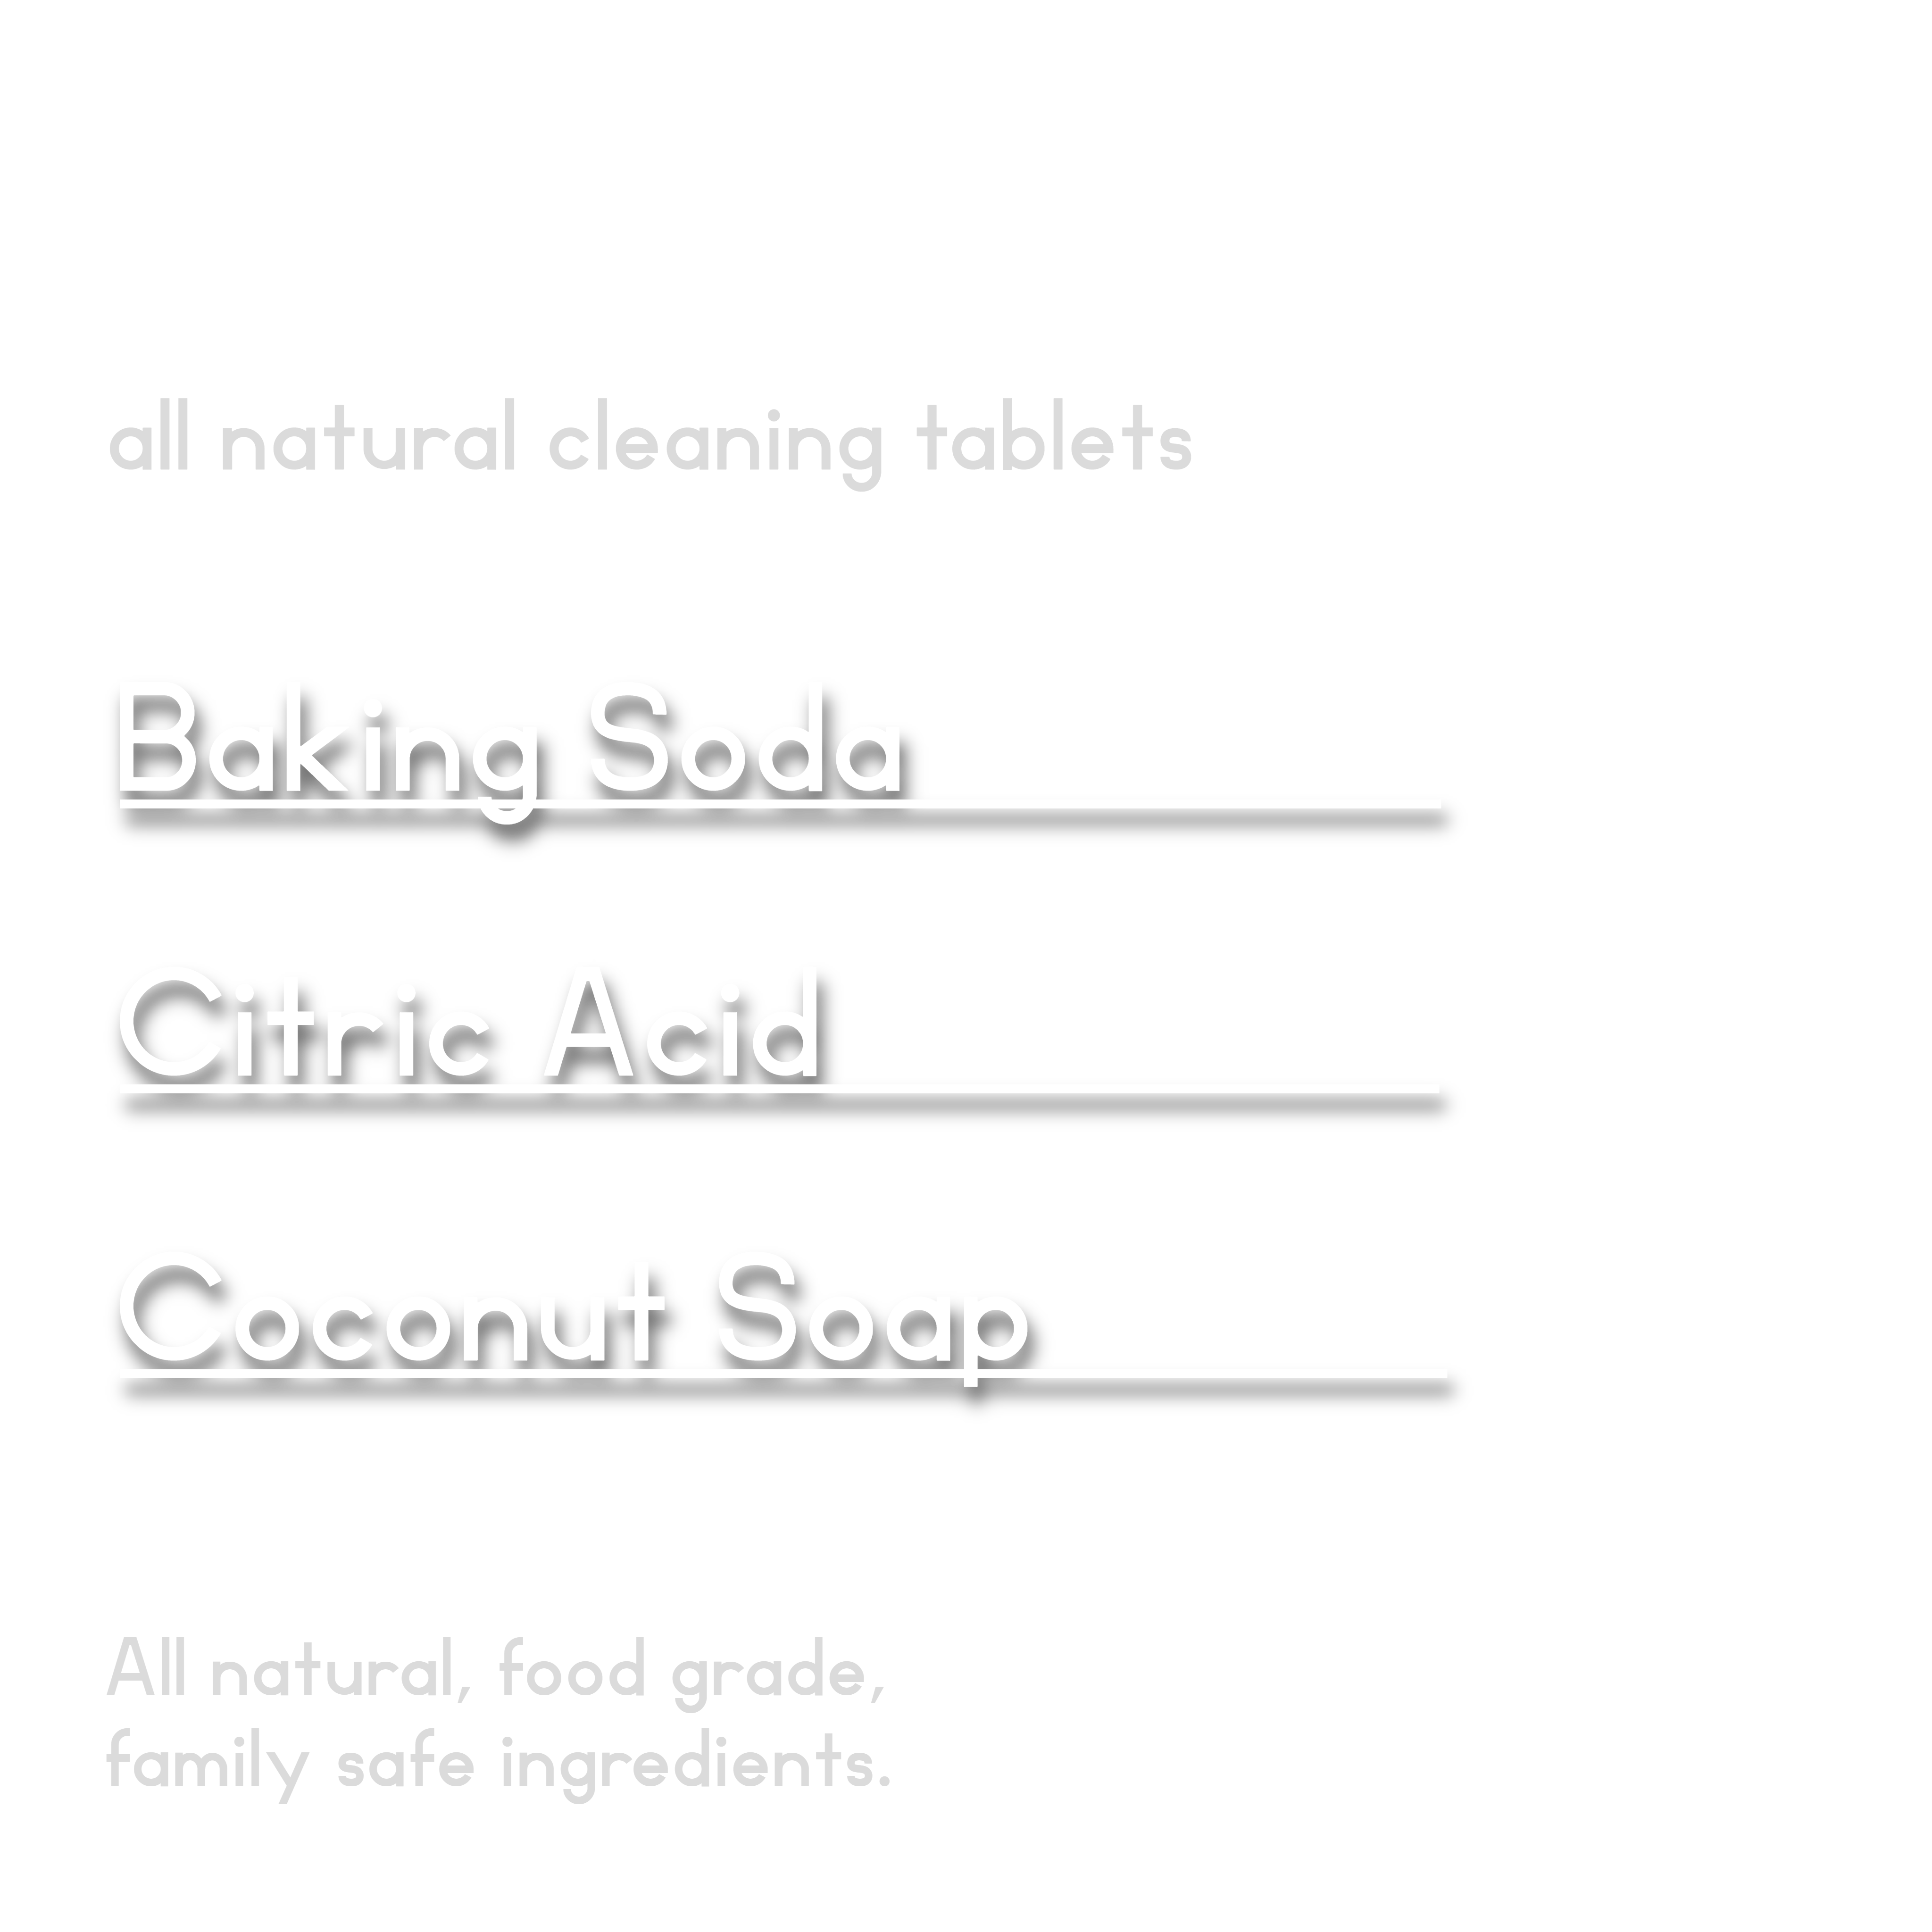 all natural cleaning tablets
Baking Soda
Citric Acid
Coconut Soap
All natural, food grade,
family safe ingredients.